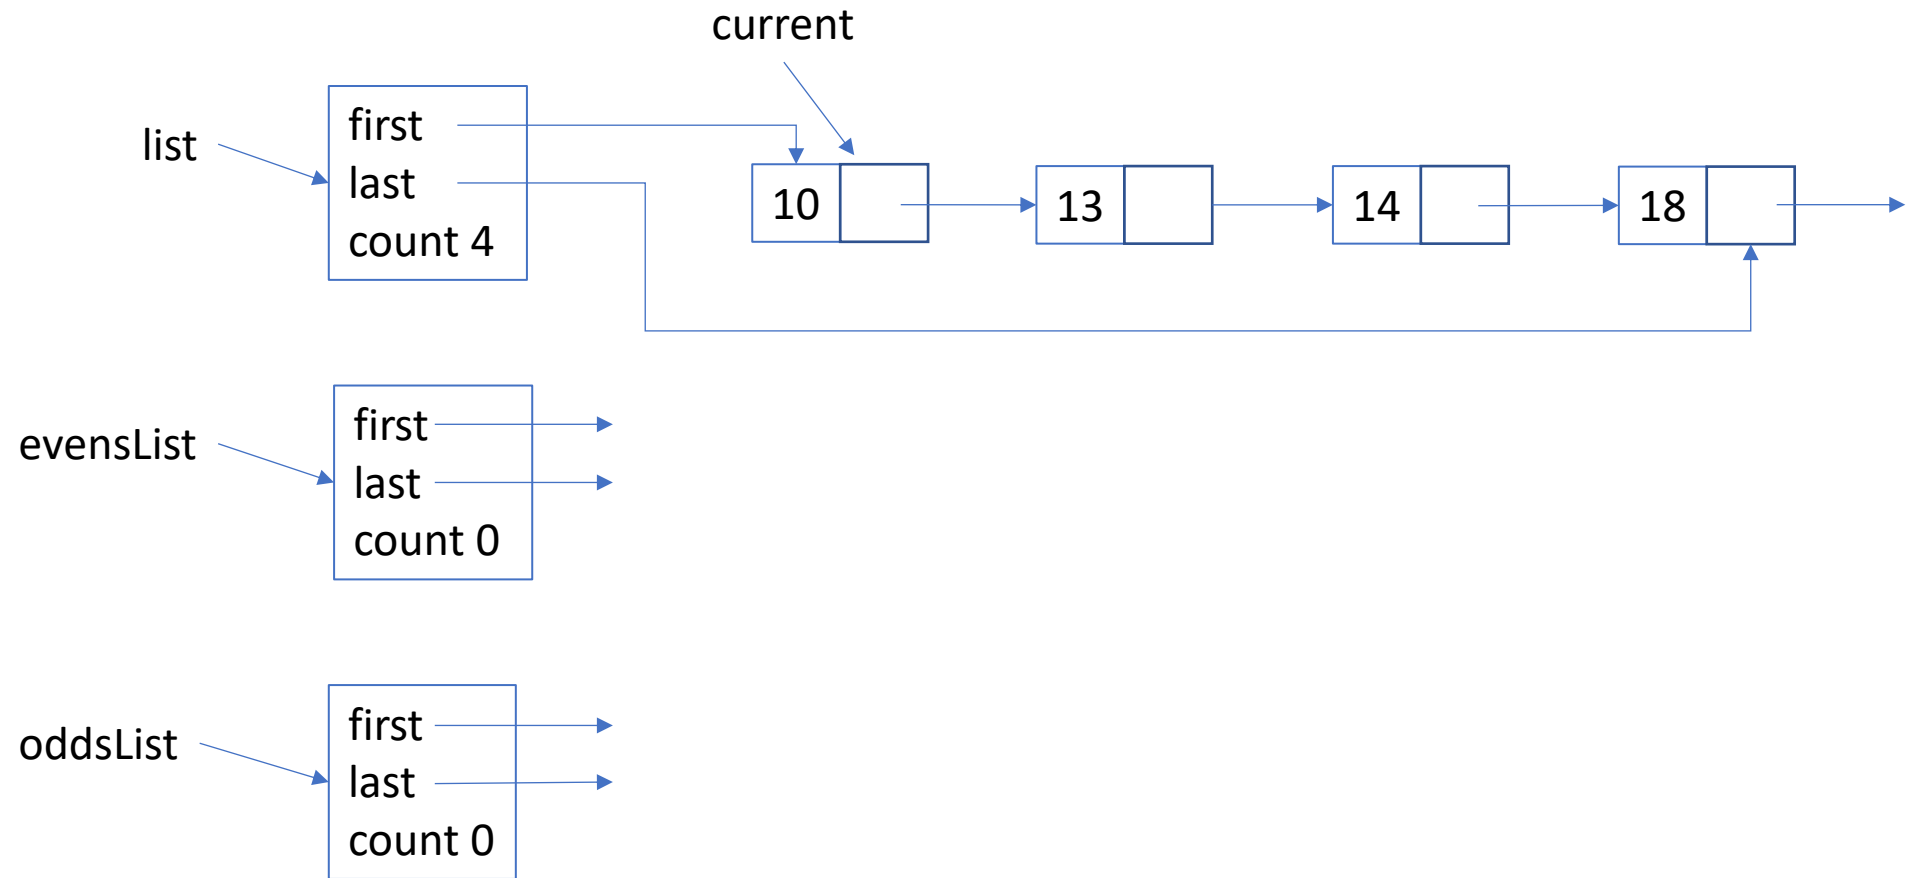 current
list
first
last
count 4
10
13
14
18
evensList
first
last
count 0
oddsList
first
last
count 0